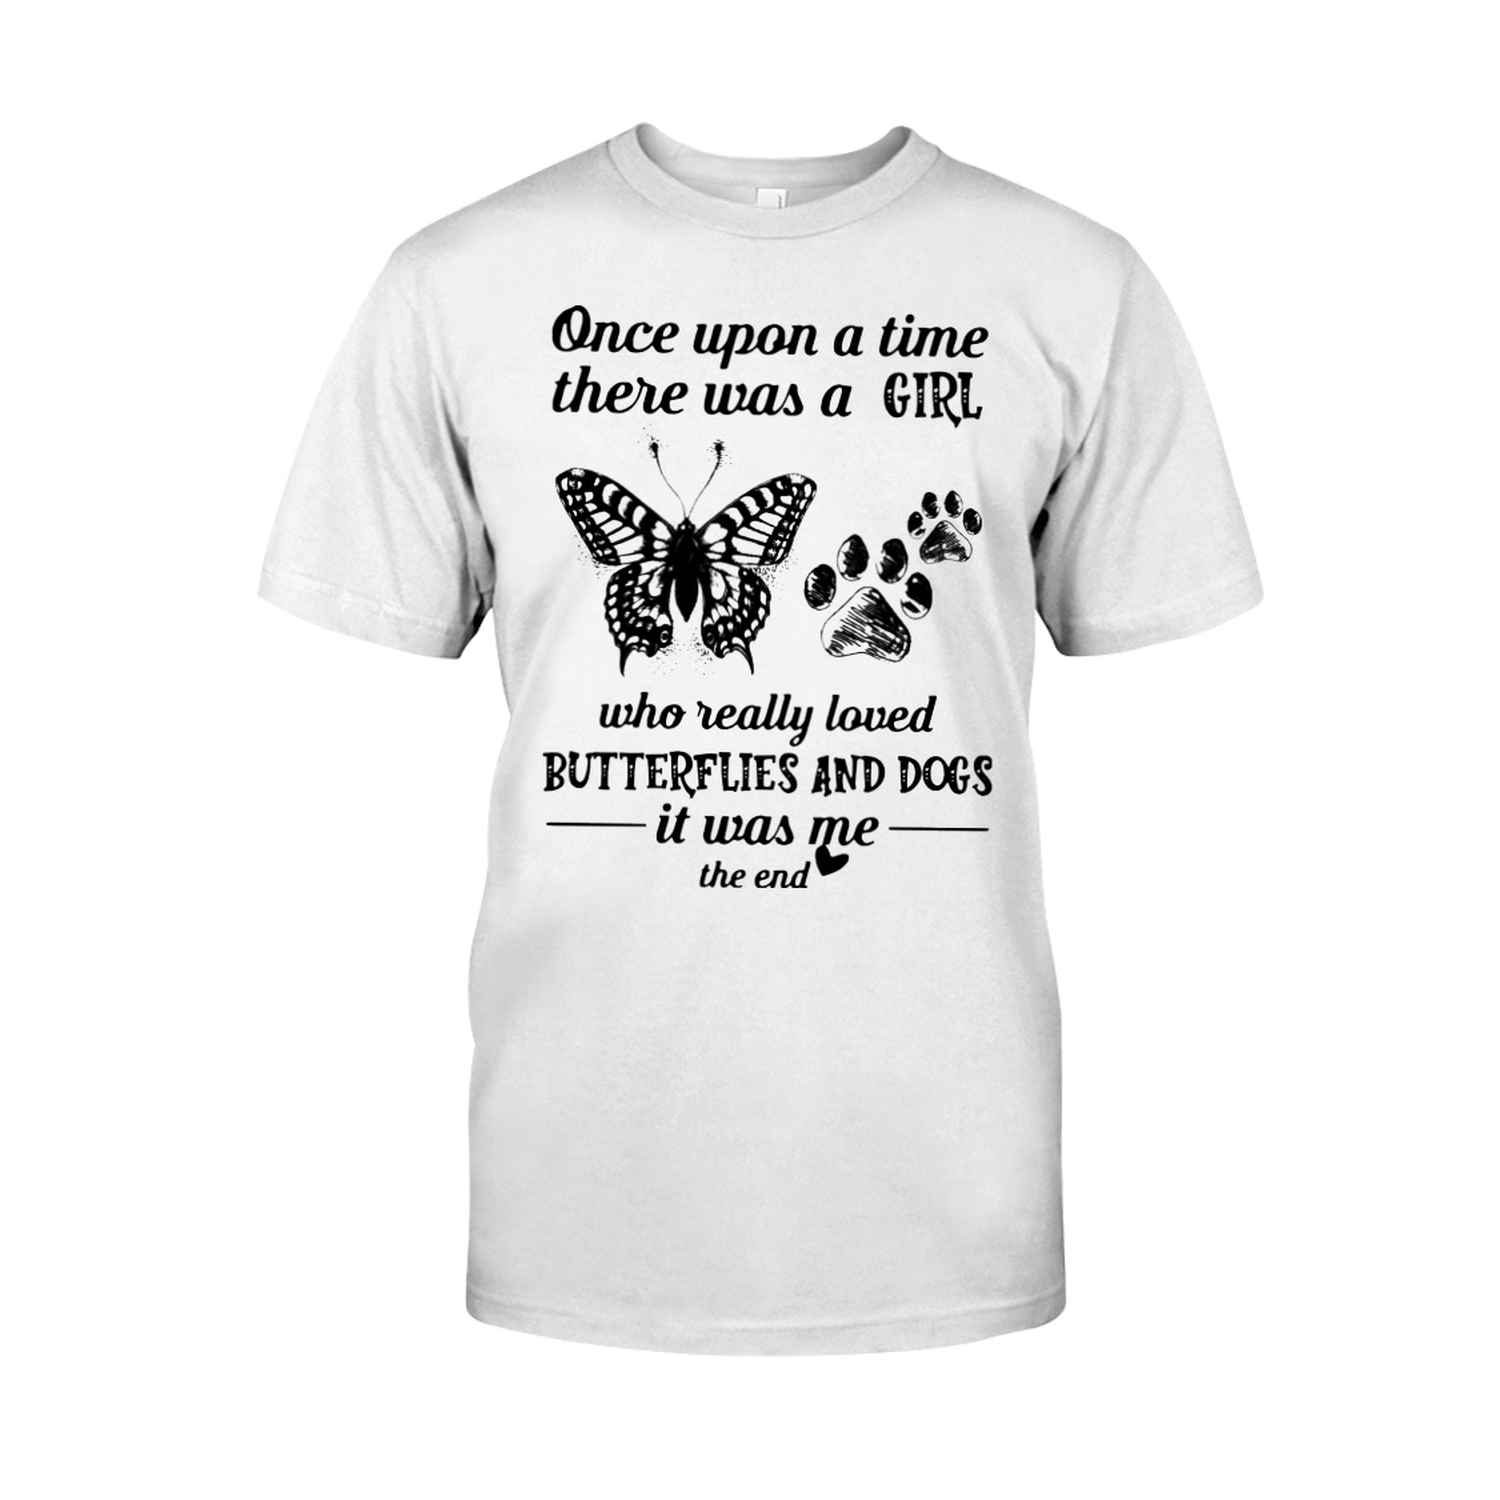 Once upon a time
there was a GIRL
who really loved
BUTTERFLIES AND DOGS
it was me
the end